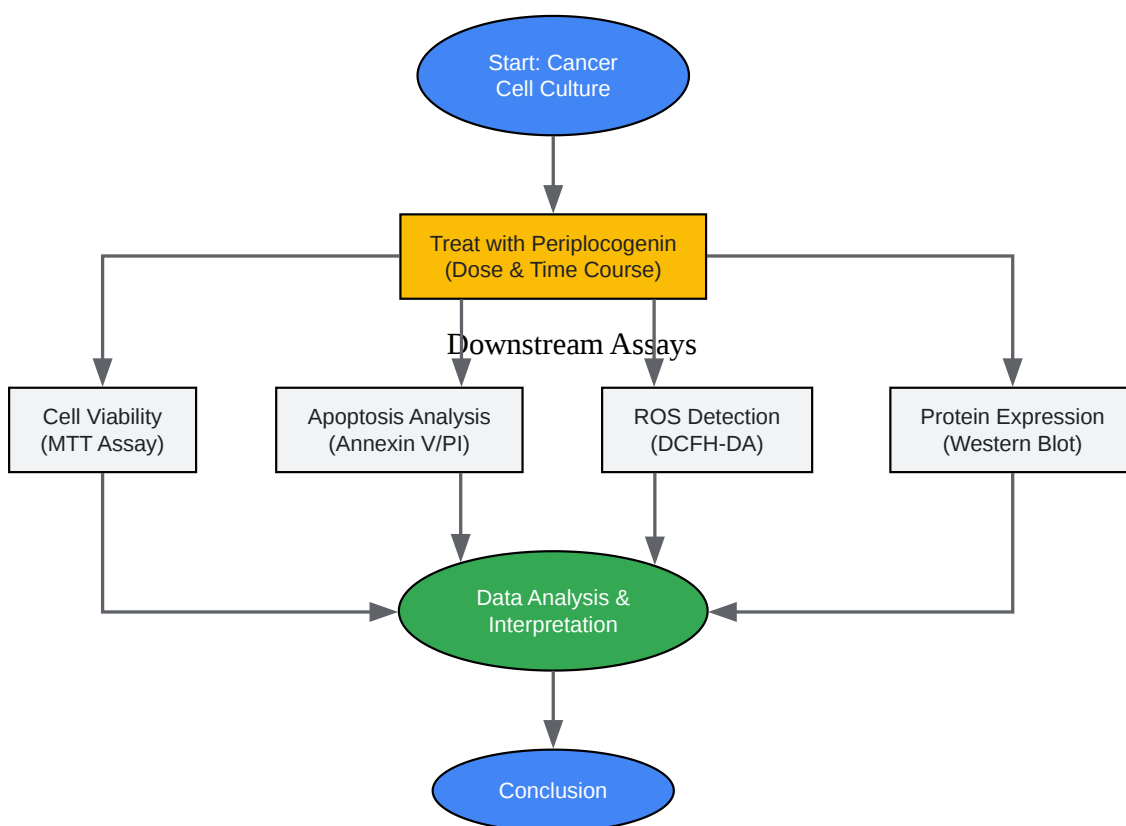 Start: Cancer
Cell Culture
Treat with Periplocogenin
(Dose & Time Course)
Downstream Assays
Cell Viability
(MTT Assay)
Apoptosis Analysis
(Annexin V/PI)
ROS Detection
(DCFH-DA)
Protein Expression
(Western Blot)
Data Analysis &
Interpretation
Conclusion